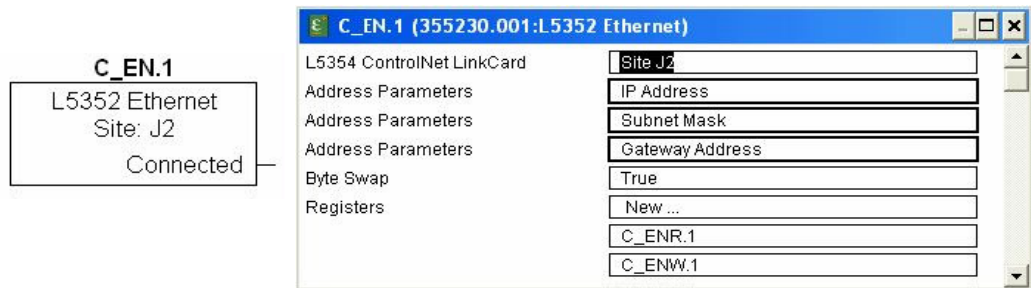 C_EN.1
L5352 Ethernet
Site: J2
Connected
C_EN.1 (355230.001:L5352 Ethernet)
L5354 ControlNet LinkCard Site J2
Address Parameters IP Address
Address Parameters Subnet Mask
Address Parameters Gateway Address
Byte Swap True
Registers New ...
C_ENR.1
C_ENW.1